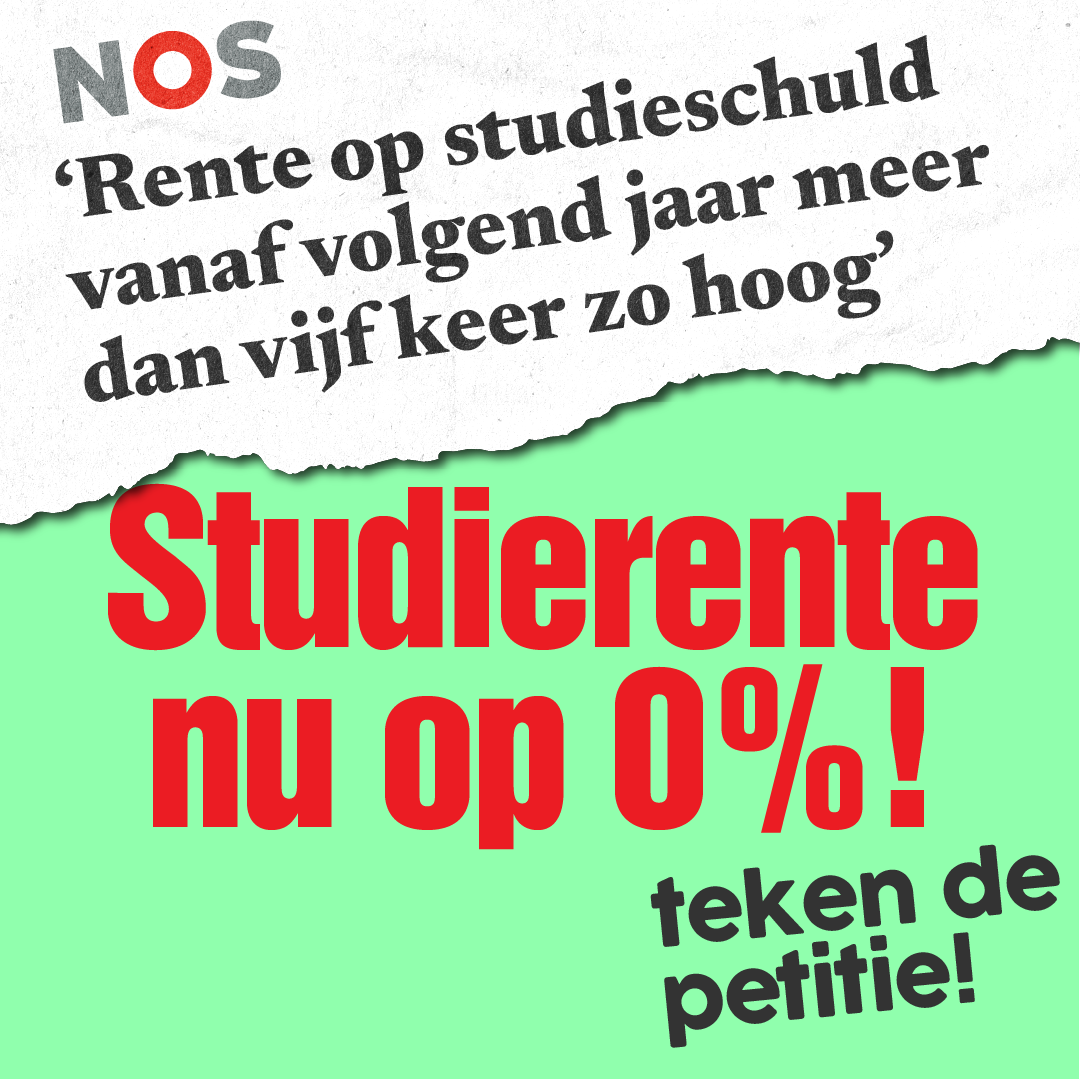 NOS
‘Rente op studieschuld
vanaf volgend jaar meer
dan vijf keer zo hoog’
Studierente
nu op 0%!
teken de
petitie!